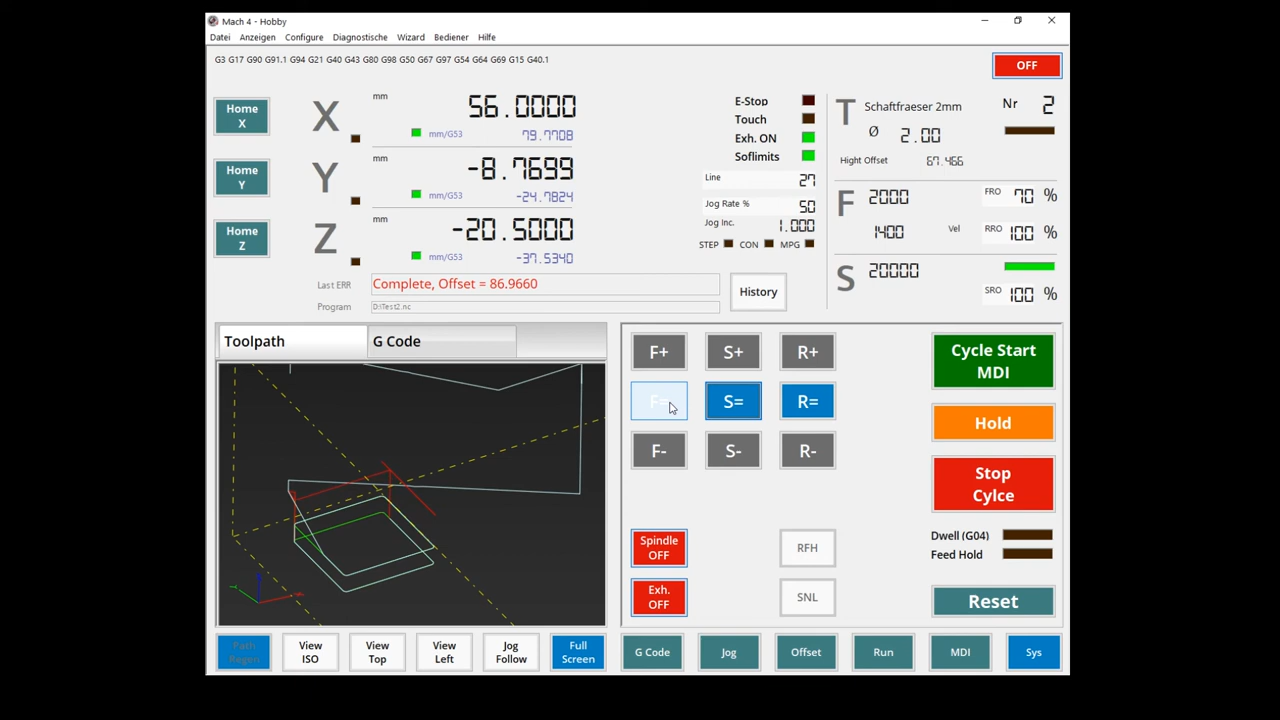 Mach 4 - Hobby
Datei Anzeigen Configure Diagnostische Wizard Bediener Hilfe
G3 G17 G90 G91.1 G94 G21 G40 G43 G80 G98 G50 G67 G97 G54 G64 G69 G15 G40.1
OFF
Home X
X
mm
56.0000
mm/G53
79.7708
Home Y
Y
mm
-8.7699
mm/G53
-24.7824
Home Z
Z
mm
-20.5000
mm/G53
-37.5340
E-Stop
Touch
Exh. ON
Soflimits
Line 27
Jog Rate % 50
Jog Inc. 1.000
STEP CON MPG
T Schaftfraeser 2mm Nr 2
Ø 2.00
Hight Offset 67.466
F 2000 FRO 70 %
1400 Vel RRO 100 %
S 20000
SRO 100 %
Last ERR Complete, Offset = 86.9660
Program D:\Test2.nc
History
Toolpath G Code
F+ S+ R+
F= S= R=
F- S- R-
Spindle OFF
RFH
Exh. OFF
SNL
Cycle Start
MDI
Hold
Stop
Cylce
Dwell (G04)
Feed Hold
Reset
Path Regen
View ISO
View Top
View Left
Jog Follow
Full Screen
G Code
Jog
Offset
Run
MDI
Sys